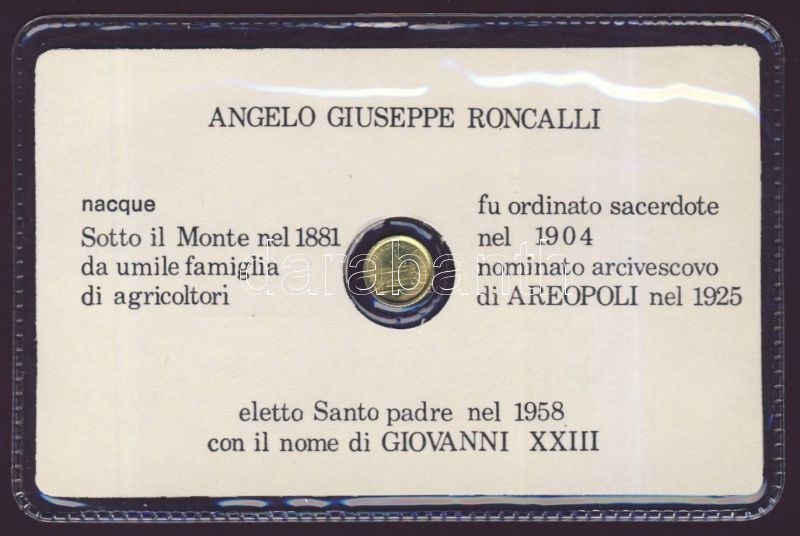 ANGELO GIUSEPPE RONCALLI
nacque
Sotto il Monte nel 1881
da umile famiglia
di agricoltori
fu ordinato sacerdote
nel 1904
nominato arcivescovo
di AREOPOLI nel 1925
darabanth
eletto Santo padre nel 1958
con il nome di GIOVANNI XXIII